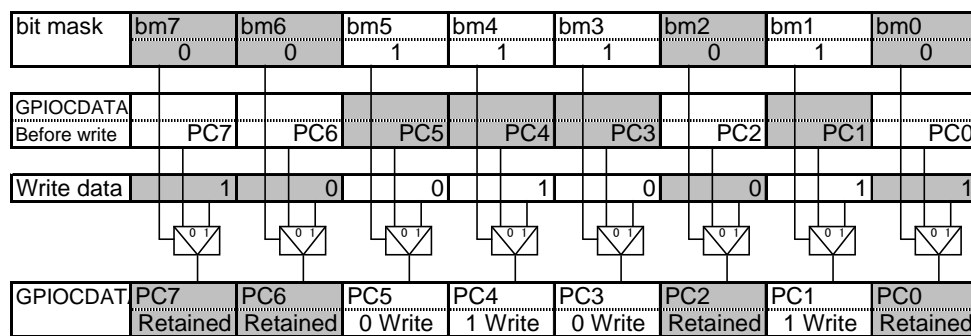 bit mask bm7 bm6 bm5 bm4 bm3 bm2 bm1 bm0
0 0 1 1 1 0 1 0
GPIOCDATA
Before write PC7 PC6 PC5 PC4 PC3 PC2 PC1 PC0
Write data 1 0 0 1 0 0 1 1
0 1 0 1 0 1 0 1 0 1 0 1 0 1 0 1
GPIOCDATA PC7 PC6 PC5 PC4 PC3 PC2 PC1 PC0
Retained Retained 0 Write 1 Write 0 Write Retained 1 Write Retained